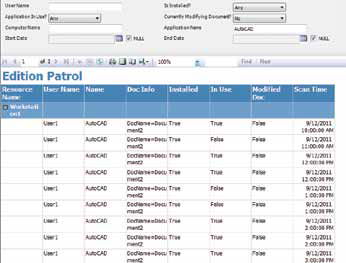 User Name Is Installed? Any
Application In Use? Any Currently Modifying Document? No
ComputerName Application Name AutoCAD
Start Date NULL End Date NULL
1 of 1 100% Find | Next
Edition Patrol
Resource Name User Name Name Doc Info Installed In Use Modified Doc Scan Time
Workstation1
User1 AutoCAD DocName=Document2 True True False 9/12/2011 10:00:00 AM
User1 AutoCAD DocName=Document2 True False False 9/12/2011 11:00:00 AM
User1 AutoCAD DocName=Document2 True True False 9/12/2011 12:00:00 PM
User1 AutoCAD DocName=Document2 True False False 9/12/2011 1:00:00 PM
User1 AutoCAD DocName=Document2 True False False 9/12/2011 1:00:00 PM
User1 AutoCAD DocName=Document2 True True False 9/12/2011 2:00:00 PM
User1 AutoCAD DocName=Document2 True True False 9/12/2011 2:00:00 PM